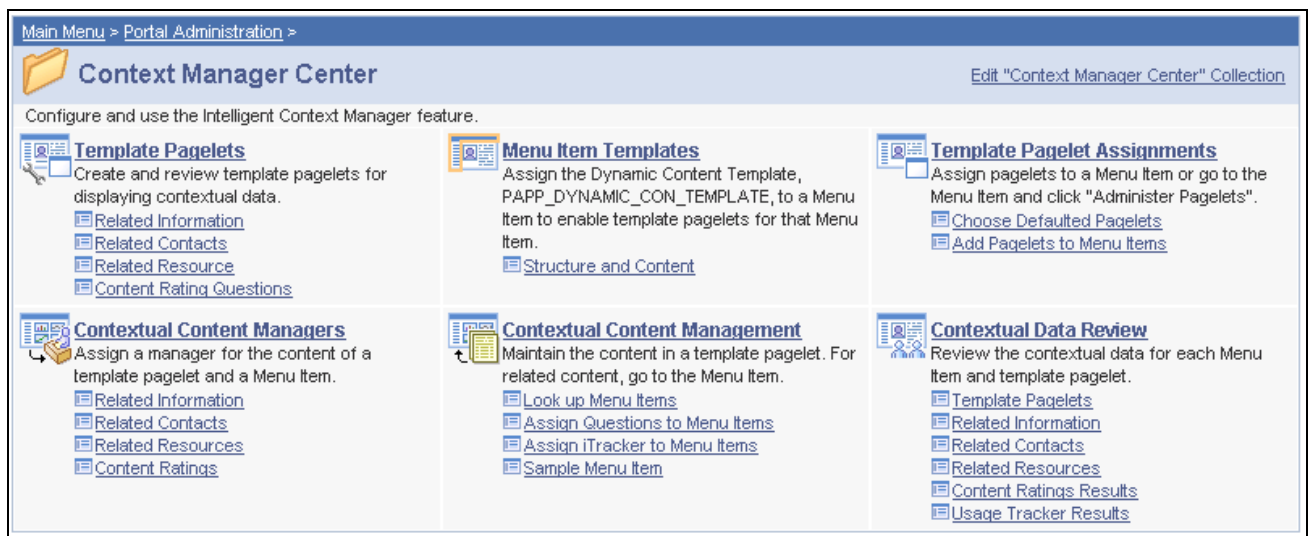 Main Menu > Portal Administration >
Context Manager Center
Edit "Context Manager Center" Collection
Configure and use the Intelligent Context Manager feature.
Template Pagelets
Create and review template pagelets for
displaying contextual data.
Related Information
Related Contacts
Related Resource
Content Rating Questions
Menu Item Templates
Assign the Dynamic Content Template,
PAPP_DYNAMIC_CON_TEMPLATE, to a Menu
Item to enable template pagelets for that Menu
Item.
Structure and Content
Template Pagelet Assignments
Assign pagelets to a Menu Item or go to the
Menu Item and click "Administer Pagelets".
Choose Defaulted Pagelets
Add Pagelets to Menu Items
Contextual Content Managers
Assign a manager for the content of a
template pagelet and a Menu Item.
Related Information
Related Contacts
Related Resources
Content Ratings
Contextual Content Management
Maintain the content in a template pagelet. For
related content, go to the Menu Item.
Look up Menu Items
Assign Questions to Menu Items
Assign iTracker to Menu Items
Sample Menu Item
Contextual Data Review
Review the contextual data for each Menu
Item and template pagelet.
Template Pagelets
Related Information
Related Contacts
Related Resources
Content Ratings Results
Usage Tracker Results